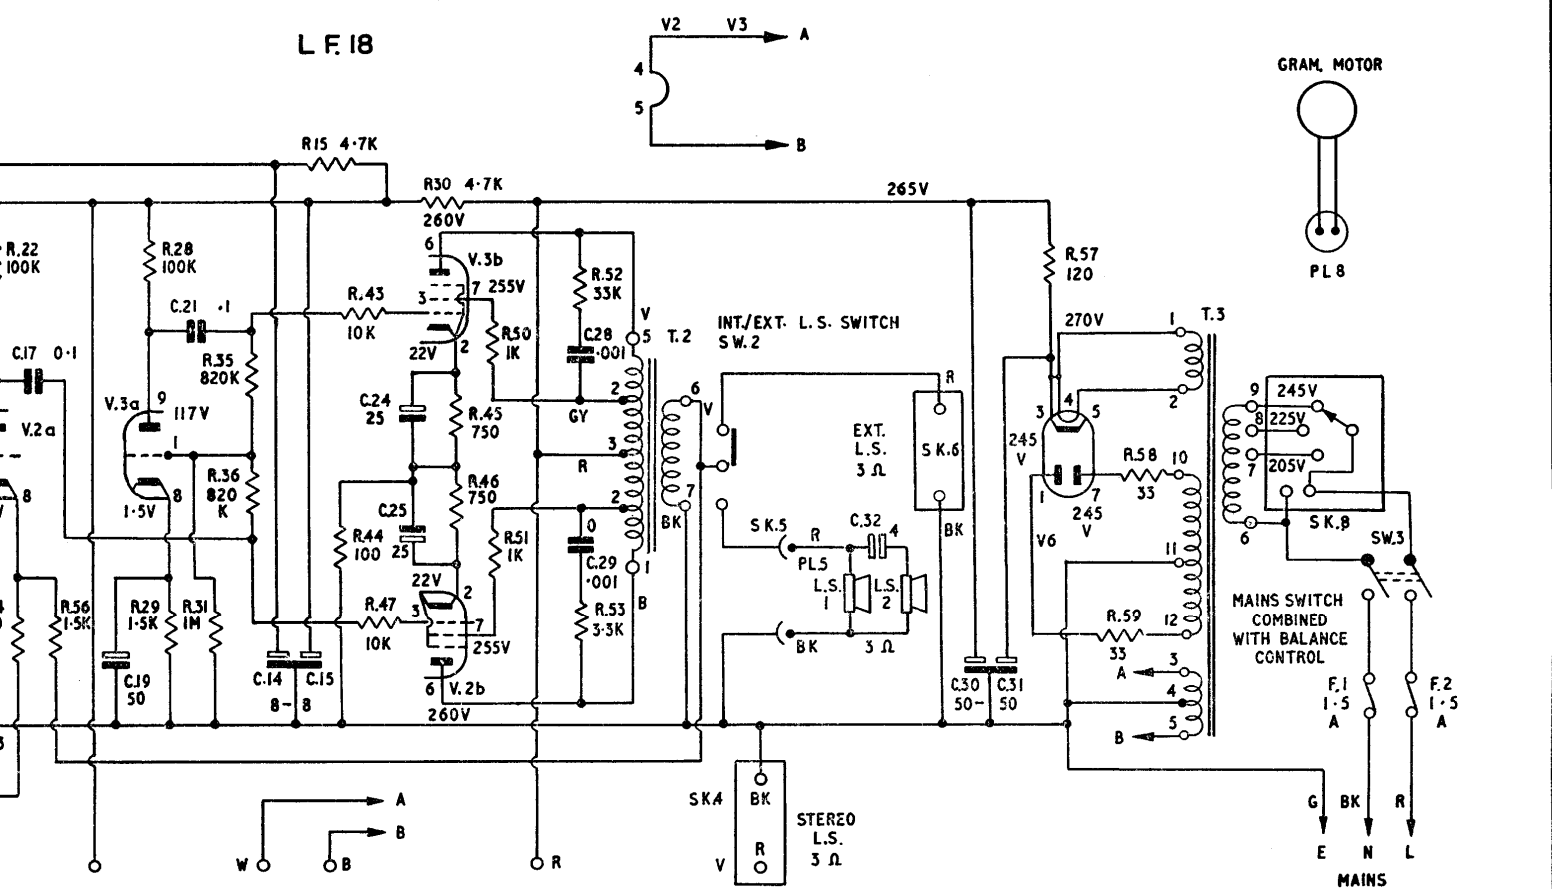 L F. 18
V2 V3 A
4
5
B
GRAM. MOTOR
PL 8
R15 4·7K
R30 4·7K
260V
265V
R.22
100K
R.28
100K
C.21 ·1
C.17 0·1
R.35
820K
V.3a
9
117V
1
V.2a
8
8
1·5V
R.36
820
K
R.43
10K
6
V.3b
7 255V
3
22V
2
R.50
1K
R.52
33K
C.28
·001
V
5
T.2
2
GY
3
R
2
C.24
25
R.45
750
R.46
750
C.25
25
R.44
100
R.51
1K
O
C.29
·001
R.53
3·3K
1
B
22V
2
3
7
255V
6 V.2b
260V
R.47
10K
R.56
1·5K
R.29
1·5K
R.31
1M
C.19
50
C.14 C.15
8 - 8
6
V
7
BK
INT./EXT. L.S. SWITCH
SW.2
R
EXT.
L.S.
3 Ω
SK.6
BK
SK.5 R
PL5
C.32 4
L.S.
1
L.S.
2
BK
3 Ω
C.30 C.31
50 - 50
R.57
120
270V
3 4 5
245
V
1 7
245
V
V6
R.58
33
R.59
33
T.3
1
2
10
11
12
A 3
4
B 5
9 245V
8 225V
7 205V
6
SK.8
SW.3
MAINS SWITCH
COMBINED
WITH BALANCE
CONTROL
F.1
1·5
A
F.2
1·5
A
G BK R
E N L
MAINS
SK.4 BK
STEREO
L.S.
3 Ω
V R
A
B
W B R